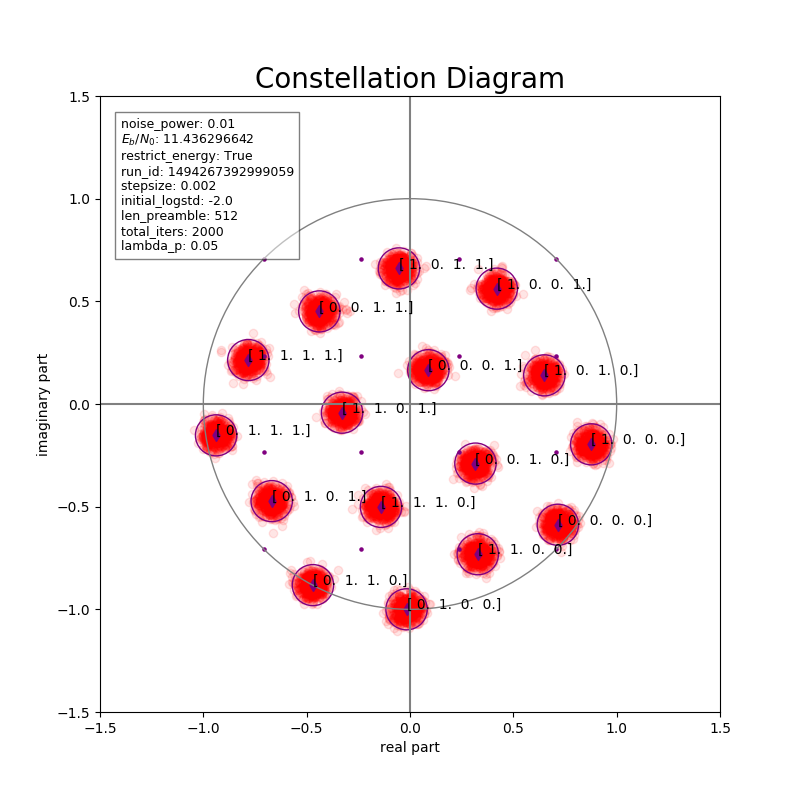 Constellation Diagram
1.5
noise_power: 0.01
E_b/N_0: 11.436296642
restrict_energy: True
run_id: 1494267392999059
stepsize: 0.002
initial_logstd: -2.0
len_preamble: 512
total_iters: 2000
lambda_p: 0.05
1.0
[ 1. 0. 1. 1.]
[ 1. 0. 0. 1.]
0.5
[ 0. 0. 1. 1.]
[ 1. 1. 1. 1.]
[ 0. 0. 0. 1.]
[ 1. 0. 1. 0.]
0.0
[ 1. 1. 0. 1.]
[ 0. 1. 1. 1.]
[ 1. 0. 0. 0.]
[ 0. 0. 1. 0.]
−0.5
[ 0. 1. 0. 1.]
[ 1. 1. 1. 0.]
[ 0. 0. 0. 0.]
[ 1. 1. 0. 0.]
[ 0. 1. 1. 0.]
−1.0
[ 0. 1. 0. 0.]
−1.5
imaginary part
−1.5 −1.0 −0.5 0.0 0.5 1.0 1.5
real part